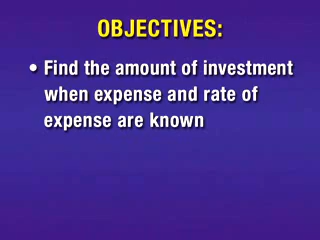 OBJECTIVES:
• Find the amount of investment
when expense and rate of
expense are known